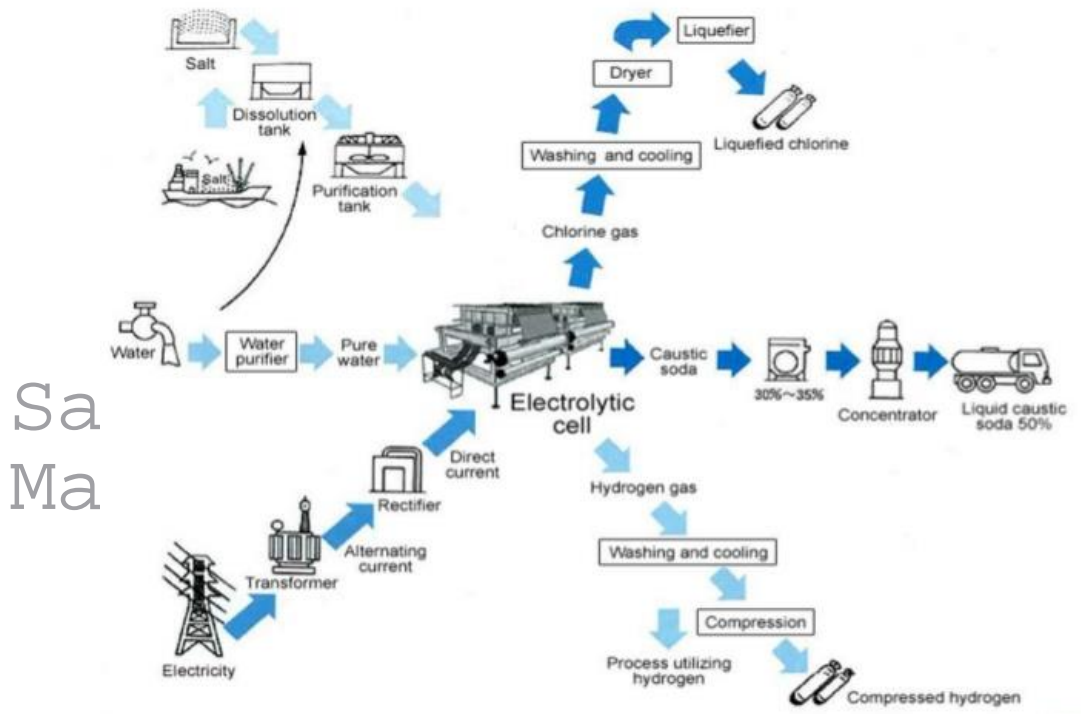 Liquefier
Salt
Dryer
Dissolution
tank
Liquefied chlorine
Washing and cooling
Salt
Purification
tank
Chlorine gas
Water
Water
purifier
Pure
water
Caustic
soda
30%~35%
Concentrator
Liquid caustic
soda 50%
Sa
Ma
Electrolytic
cell
Direct
current
Hydrogen gas
Rectifier
Alternating
current
Washing and cooling
Transformer
Compression
Electricity
Process utilizing
hydrogen
Compressed hydrogen